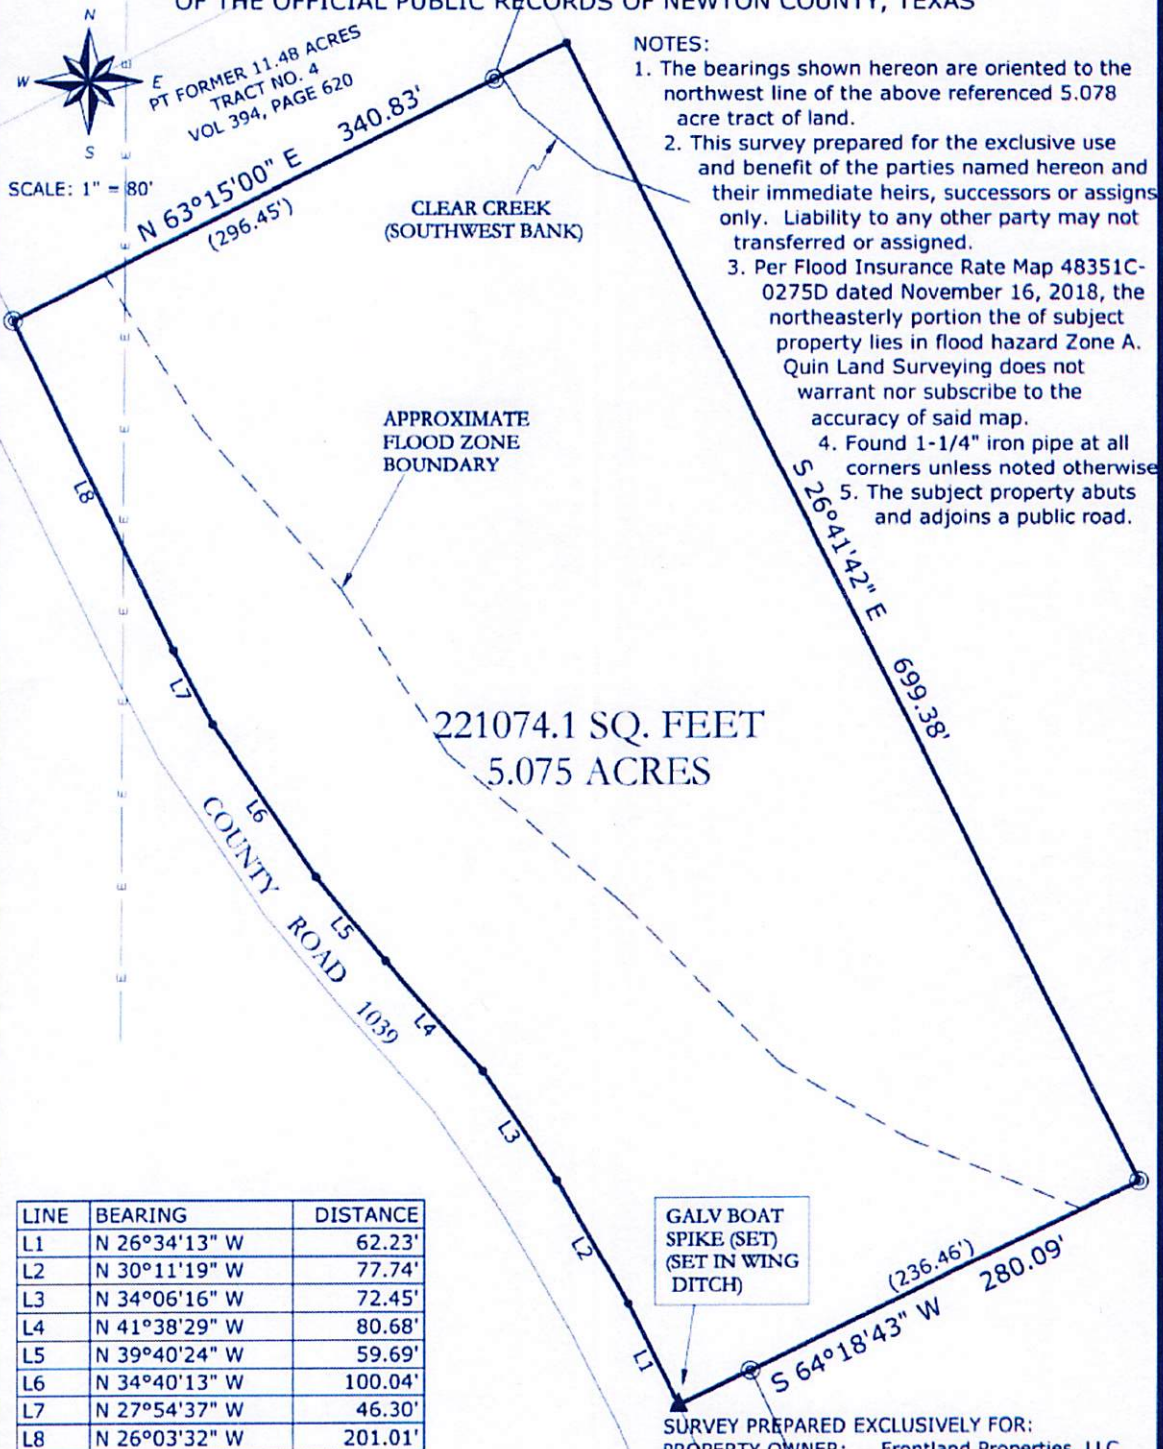 OF THE OFFICIAL PUBLIC RECORDS OF NEWTON COUNTY, TEXAS
N
W
E
S
SCALE: 1" = 80'
PT FORMER 11.48 ACRES
TRACT NO. 4
VOL 394, PAGE 620
N 63°15'00" E 340.83'
(296.45')
CLEAR CREEK
(SOUTHWEST BANK)
NOTES:
1. The bearings shown hereon are oriented to the
northwest line of the above referenced 5.078
acre tract of land.
2. This survey prepared for the exclusive use
and benefit of the parties named hereon and
their immediate heirs, successors or assigns
only. Liability to any other party may not
transferred or assigned.
3. Per Flood Insurance Rate Map 48351C-
0275D dated November 16, 2018, the
northeasterly portion the of subject
property lies in flood hazard Zone A.
Quin Land Surveying does not
warrant nor subscribe to the
accuracy of said map.
4. Found 1-1/4" iron pipe at all
corners unless noted otherwise
5. The subject property abuts
and adjoins a public road.
APPROXIMATE
FLOOD ZONE
BOUNDARY
S 26°41'42" E 699.38'
221074.1 SQ. FEET
5.075 ACRES
E
E
E
E
E
E
E
E
E
E
L8
L7
L6
L5
L4
L3
L2
L1
COUNTY ROAD 1039
GALV BOAT
SPIKE (SET)
(SET IN WING
DITCH)
(236.46')
S 64°18'43" W 280.09'
LINE BEARING DISTANCE
L1 N 26°34'13" W 62.23'
L2 N 30°11'19" W 77.74'
L3 N 34°06'16" W 72.45'
L4 N 41°38'29" W 80.68'
L5 N 39°40'24" W 59.69'
L6 N 34°40'13" W 100.04'
L7 N 27°54'37" W 46.30'
L8 N 26°03'32" W 201.01'
SURVEY PREPARED EXCLUSIVELY FOR:
PROPERTY OWNER: Frontland Properties, LLC